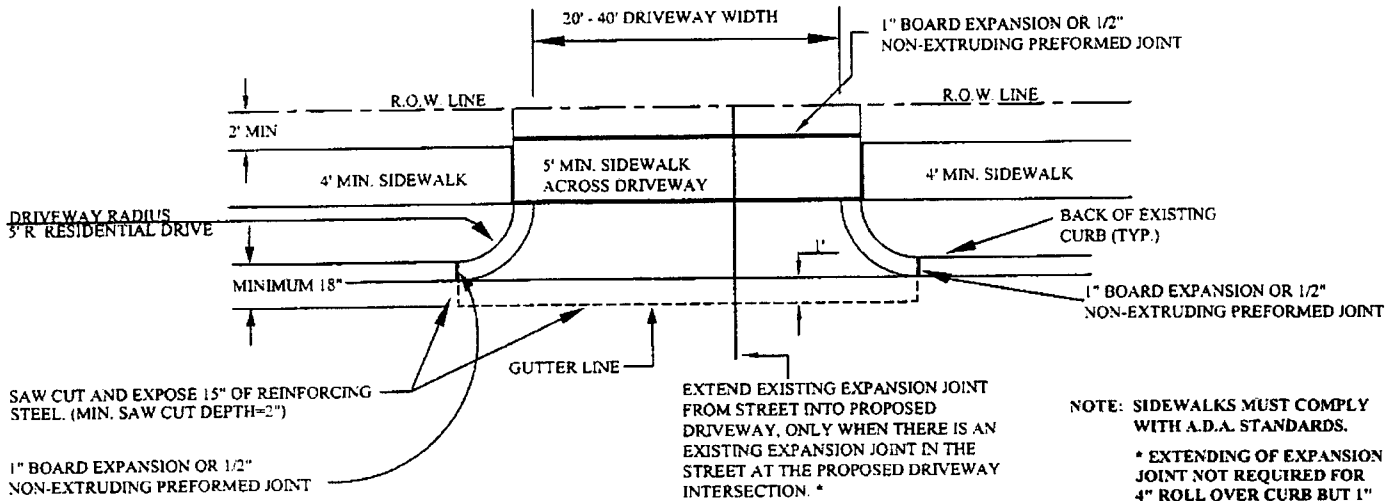 20' - 40' DRIVEWAY WIDTH
1" BOARD EXPANSION OR 1/2"
NON-EXTRUDING PREFORMED JOINT
R.O.W. LINE
R.O.W. LINE
2' MIN
4' MIN. SIDEWALK
5' MIN. SIDEWALK
ACROSS DRIVEWAY
4' MIN. SIDEWALK
DRIVEWAY RADIUS
5' R. RESIDENTIAL DRIVE
BACK OF EXISTING
CURB (TYP.)
1'
MINIMUM 18"
1" BOARD EXPANSION OR 1/2"
NON-EXTRUDING PREFORMED JOINT
GUTTER LINE
SAW CUT AND EXPOSE 15" OF REINFORCING
STEEL. (MIN. SAW CUT DEPTH=2")
1" BOARD EXPANSION OR 1/2"
NON-EXTRUDING PREFORMED JOINT
EXTEND EXISTING EXPANSION JOINT
FROM STREET INTO PROPOSED
DRIVEWAY, ONLY WHEN THERE IS AN
EXISTING EXPANSION JOINT IN THE
STREET AT THE PROPOSED DRIVEWAY
INTERSECTION. *
NOTE: SIDEWALKS MUST COMPLY
WITH A.D.A. STANDARDS.
* EXTENDING OF EXPANSION
JOINT NOT REQUIRED FOR
4" ROLL OVER CURB BUT 1"